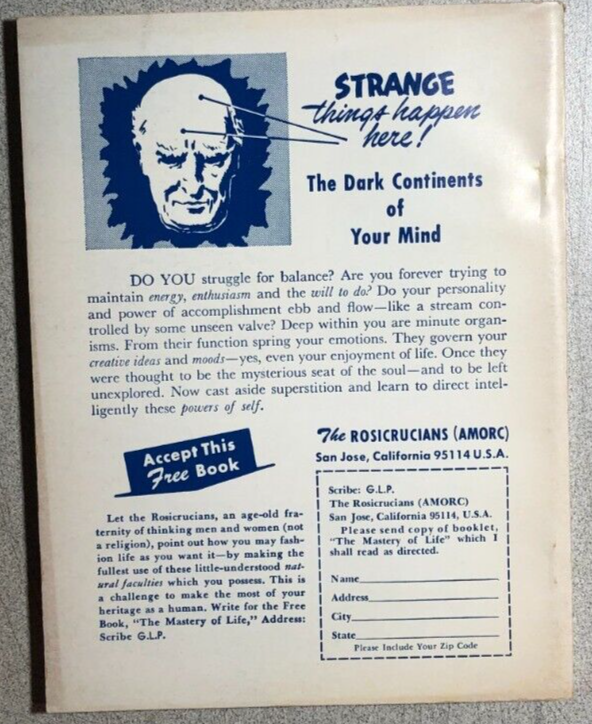 STRANGE
things happen
here!
The Dark Continents
of
Your Mind
DO YOU struggle for balance? Are you forever trying to
maintain energy, enthusiasm and the will to do? Do your personality
and power of accomplishment ebb and flow—like a stream con-
trolled by some unseen valve? Deep within you are minute organ-
isms. From their function spring your emotions. They govern your
creative ideas and moods—yes, even your enjoyment of life. Once they
were thought to be the mysterious seat of the soul—and to be left
unexplored. Now cast aside superstition and learn to direct intel-
ligently these powers of self.
Accept This
Free Book
Let the Rosicrucians, an age-old fra-
ternity of thinking men and women (not
a religion), point out how you may fash-
ion life as you want it—by making the
fullest use of these little-understood nat-
ural faculties which you possess. This is
a challenge to make the most of your
heritage as a human. Write for the Free
Book, "The Mastery of Life," Address:
Scribe G.L.P.
The ROSICRUCIANS (AMORC)
San Jose, California 95114 U.S.A.
Scribe: G.L.P.
The Rosicrucians (AMORC)
San Jose, California 95114, U.S.A.
Please send copy of booklet,
"The Mastery of Life" which I
shall read as directed.
Name
Address
City
State
Please Include Your Zip Code